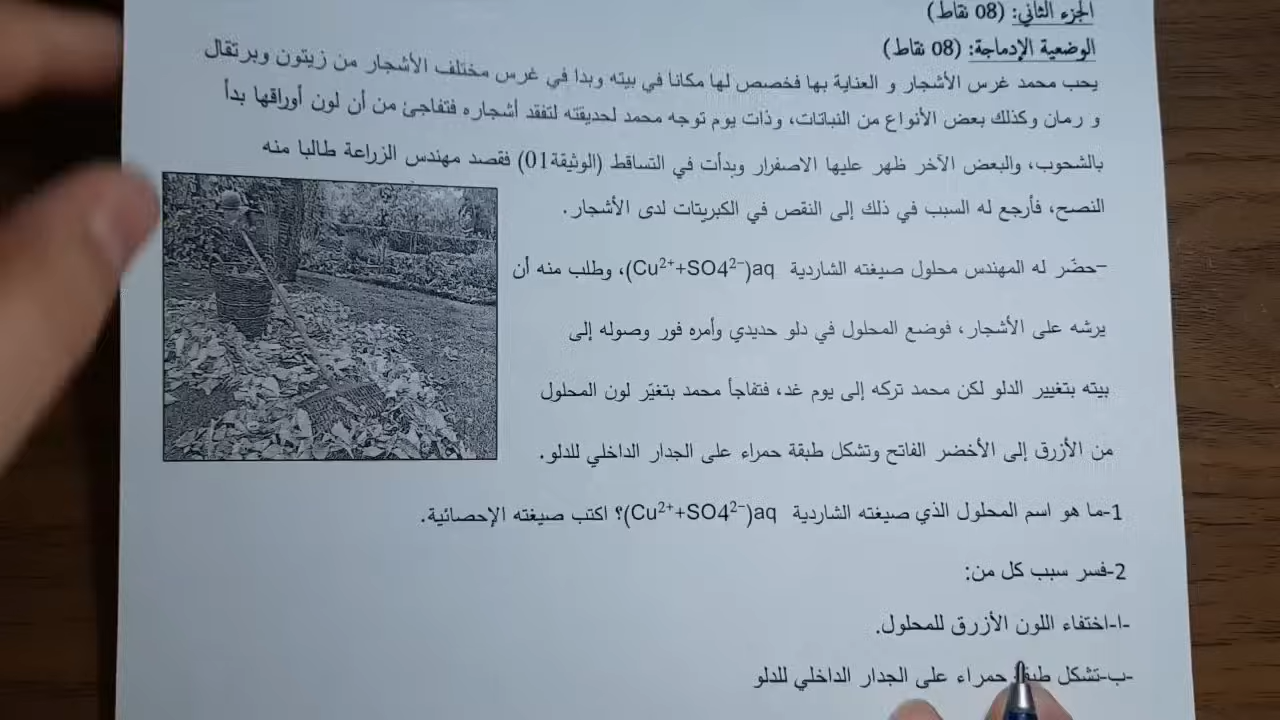 الجزء الثاني: (08 نقاط)
الوضعية الإدماجة: (08 نقاط)
يحب محمد غرس الأشجار و العناية بها فخصص لها مكانا في بيته وبدا في غرس مختلف الأشجار من زيتون وبرتقال
و رمان وكذلك بعض الأنواع من النباتات، وذات يوم توجه محمد لحديقته لتفقد أشجاره فتفاجئ من أن لون أوراقها بدأ
بالشحوب، والبعض الآخر ظهر عليها الاصفرار وبدأت في التساقط (الوثيقة01) فقصد مهندس الزراعة طالبا منه
النصح، فأرجع له السبب في ذلك إلى النقص في الكبريتات لدى الأشجار.
–حضّر له المهندس محلول صيغته الشاردية (Cu²⁺+SO4²⁻)aq، وطلب منه أن
يرشه على الأشجار، فوضع المحلول في دلو حديدي وأمره فور وصوله إلى
بيته بتغيير الدلو لكن محمد تركه إلى يوم غد، فتفاجأ محمد بتغيّر لون المحلول
من الأزرق إلى الأخضر الفاتح وتشكل طبقة حمراء على الجدار الداخلي للدلو.
1-ما هو اسم المحلول الذي صيغته الشاردية (Cu²⁺+SO4²⁻)aq؟ اكتب صيغته الإحصائية.
2-فسر سبب كل من:
-ا-اختفاء اللون الأزرق للمحلول.
-ب-تشكل طبقة حمراء على الجدار الداخلي للدلو